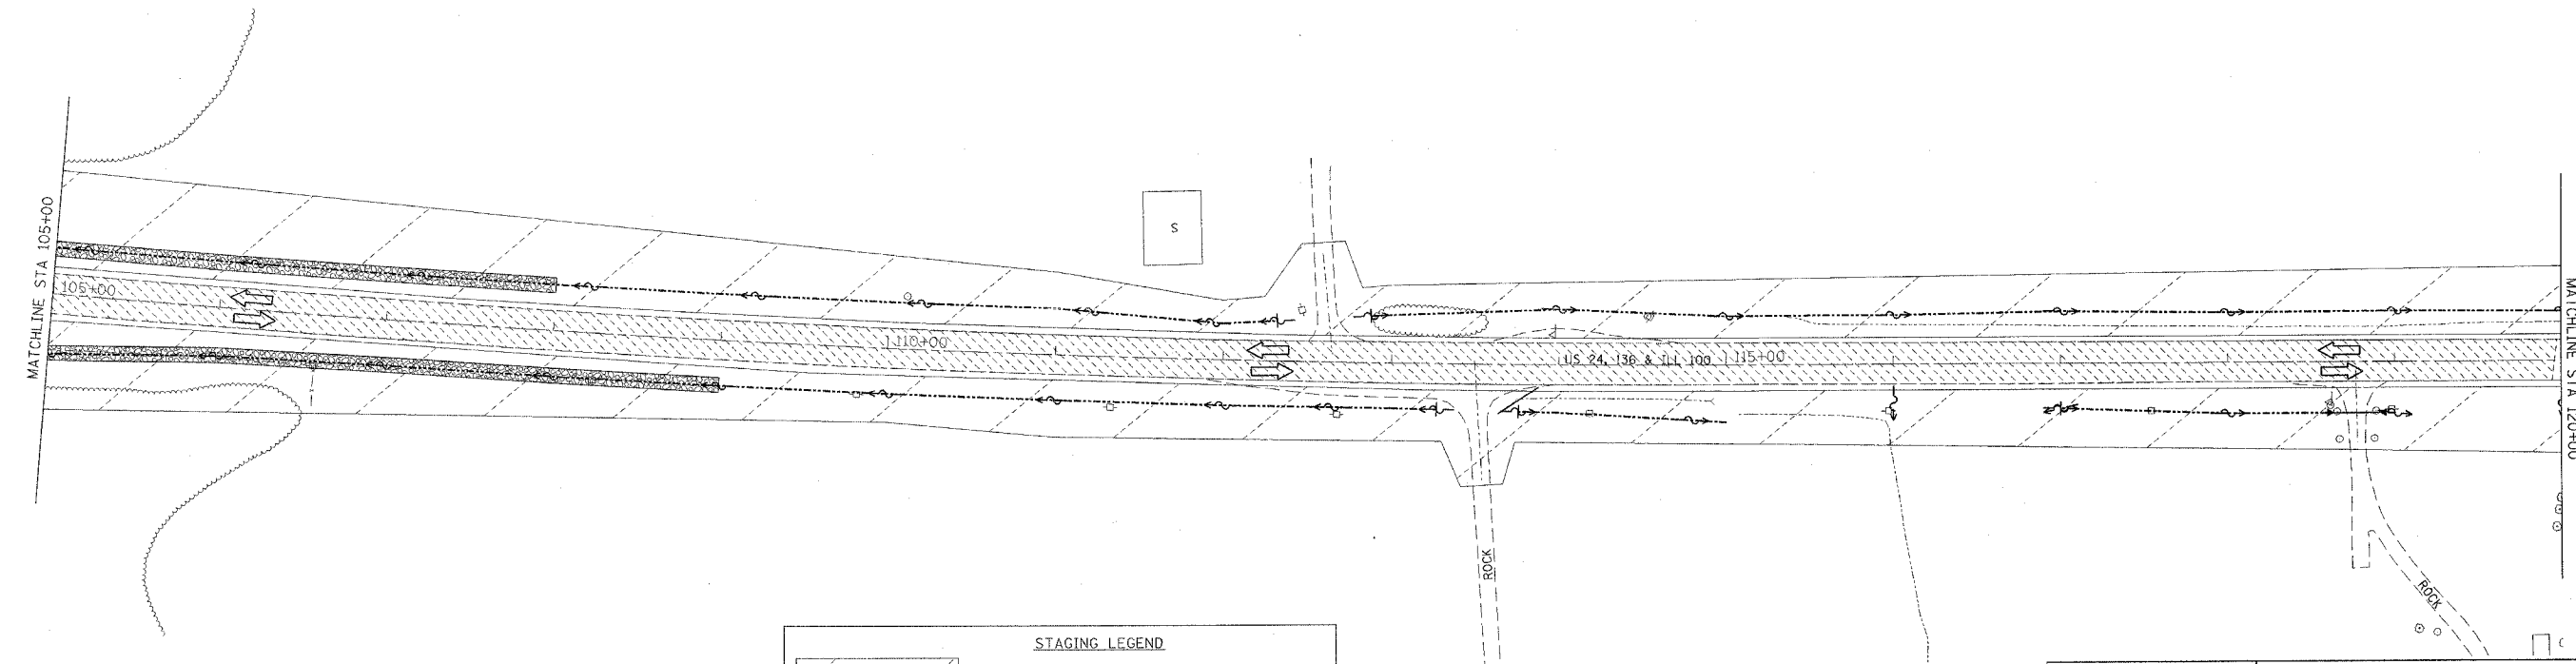 MATCHLINE STA 105+00
105+00
110+00
S
US 24, 136 & ILL 100
115+00
MATCHLINE STA 120+00
ROCK
ROCK
STAGING LEGEND